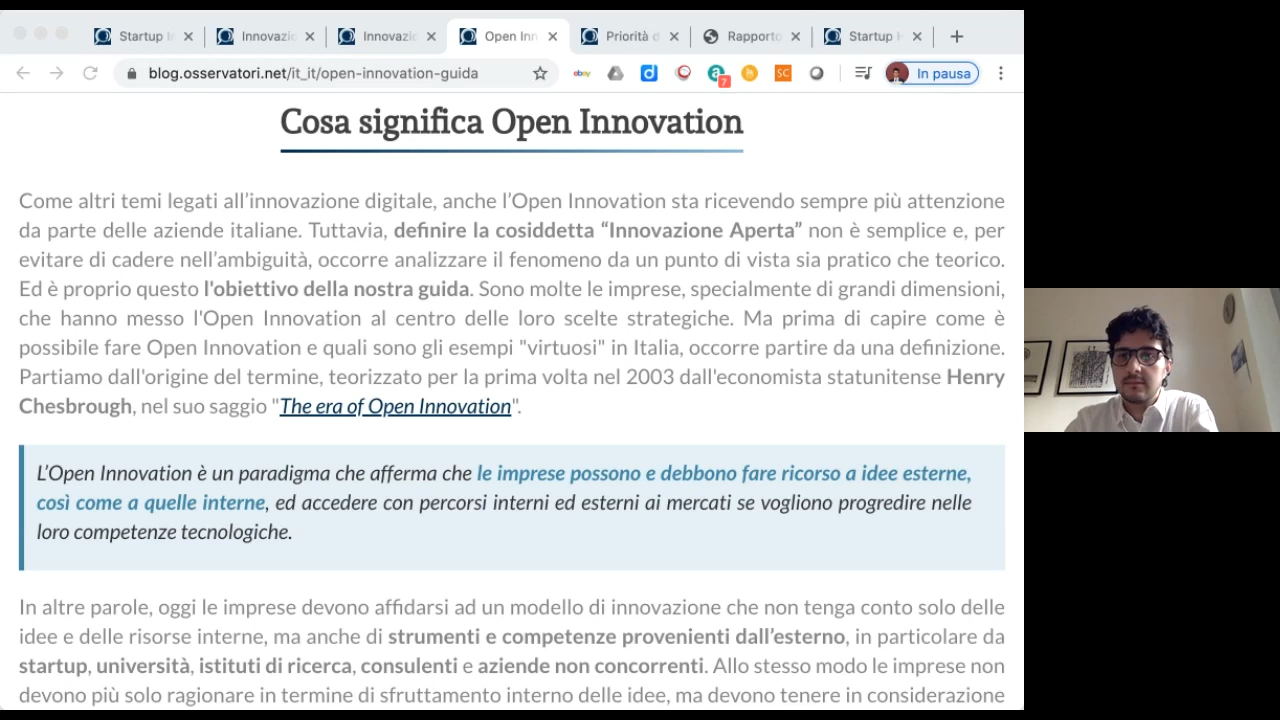 Startup In
Innovazio
Innovazio
Open Inn
Priorità d
Rapporto
Startup H
blog.osservatori.net/it_it/open-innovation-guida
ebay
d
a
7
SC
In pausa
Cosa significa Open Innovation
Come altri temi legati all’innovazione digitale, anche l’Open Innovation sta ricevendo sempre più attenzione
da parte delle aziende italiane. Tuttavia, definire la cosiddetta “Innovazione Aperta” non è semplice e, per
evitare di cadere nell’ambiguità, occorre analizzare il fenomeno da un punto di vista sia pratico che teorico.
Ed è proprio questo l'obiettivo della nostra guida. Sono molte le imprese, specialmente di grandi dimensioni,
che hanno messo l'Open Innovation al centro delle loro scelte strategiche. Ma prima di capire come è
possibile fare Open Innovation e quali sono gli esempi "virtuosi" in Italia, occorre partire da una definizione.
Partiamo dall'origine del termine, teorizzato per la prima volta nel 2003 dall'economista statunitense Henry
Chesbrough, nel suo saggio "The era of Open Innovation".
L’Open Innovation è un paradigma che afferma che le imprese possono e debbono fare ricorso a idee esterne,
così come a quelle interne, ed accedere con percorsi interni ed esterni ai mercati se vogliono progredire nelle
loro competenze tecnologiche.
In altre parole, oggi le imprese devono affidarsi ad un modello di innovazione che non tenga conto solo delle
idee e delle risorse interne, ma anche di strumenti e competenze provenienti dall’esterno, in particolare da
startup, università, istituti di ricerca, consulenti e aziende non concorrenti. Allo stesso modo le imprese non
devono più solo ragionare in termine di sfruttamento interno delle idee, ma devono tenere in considerazione